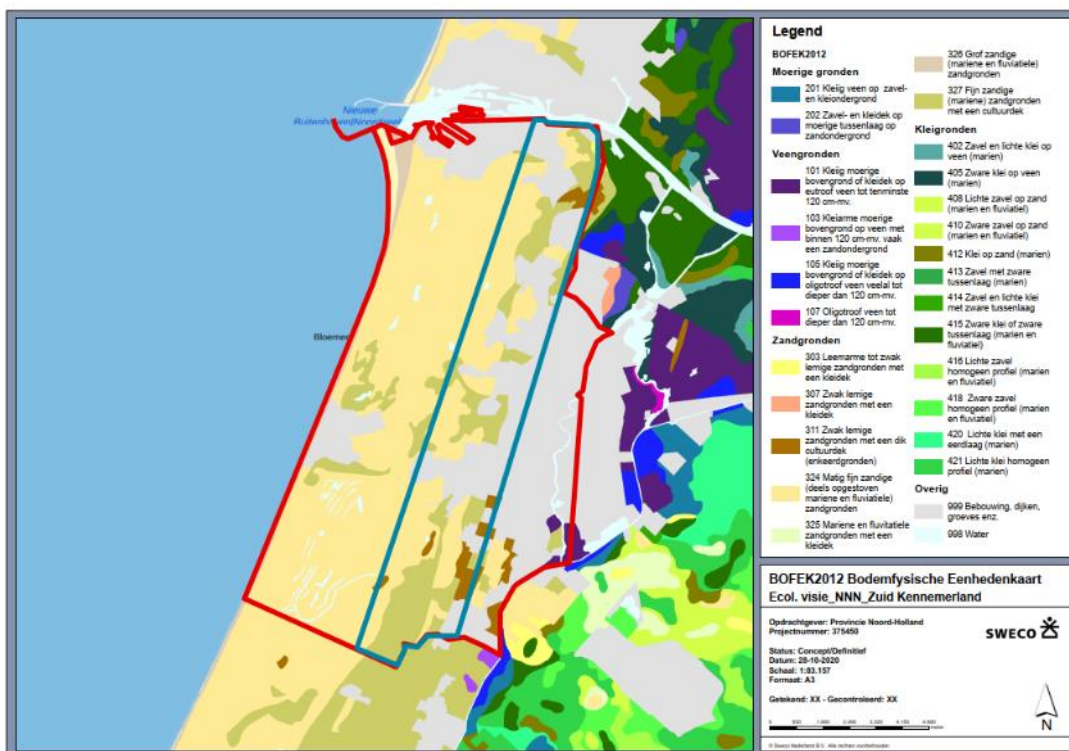 Nieuwe
Bloemen
Legend
BOFEK2012
Moerige gronden
201 Kleiig veen op zavel-
en kleiondergrond
202 Zavel- en kleidek op
moerige tussenlaag op
zandondergrond
Veengronden
101 Kleiig moerige
bovengrond of kleidek op
eutroof veen tot tenminste
120 cm-mv.
103 Kleiarme moerige
bovengrond op veen met
binnen 120 cm-mv. vaak
een zandondergrond
105 Kleiig moerige
bovengrond of kleidek op
oligotroof veen veelal tot
dieper dan 120 cm-mv.
107 Oligotroof veen tot
dieper dan 120 cm-mv.
Zandgronden
303 Leemarme tot zwak
lemige zandgronden met
een kleidek
307 Zwak lemige
zandgronden met een
kleidek
311 Zwak lemige
zandgronden met een dik
cultuurdek
(enkeerdgronden)
324 Matig fijn zandige
(deels opgestoven
mariene en fluviatiele)
zandgronden
325 Mariene en fluvitatiele
zandgronden met een
kleidek
326 Grof zandige
(mariene en fluviatiele)
zandgronden
327 Fijn zandige
(mariene) zandgronden
met een cultuurdek
Kleigronden
402 Zavel en lichte klei op
veen (marien)
405 Zware klei op veen
(marien)
408 Lichte zavel op zand
(marien en fluviatiel)
410 Zware zavel op zand
(marien en fluviatiel)
412 Klei op zand (marien)
413 Zavel met zware
tussenlaag (marien)
414 Zavel en lichte klei
met zware tussenlaag
415 Zware klei of zware
tussenlaag (marien en
fluviatiel)
416 Lichte zavel
homogeen profiel (marien
en fluviatiel)
418 Zware zavel
homogeen profiel (marien
en fluviatiel)
420 Lichte klei met een
eerdlaag (marien)
421 Lichte klei homogeen
profiel (marien)
Overig
999 Bebouwing, dijken,
groeves enz.
998 Water
BOFEK2012 Bodemfysische Eenhedenkaart
Ecol. visie_NNN_Zuid Kennemerland
Opdrachtgever: Provincie Noord-Holland
Projectnummer: 375450
SWECO
Status: Concept/Definitief
Datum: 28-10-2020
Schaal: 1:83.157
Formaat: A3
Getekend: XX - Gecontroleerd: XX
N
© Sweco Nederland B.V. Alle rechten voorbehouden